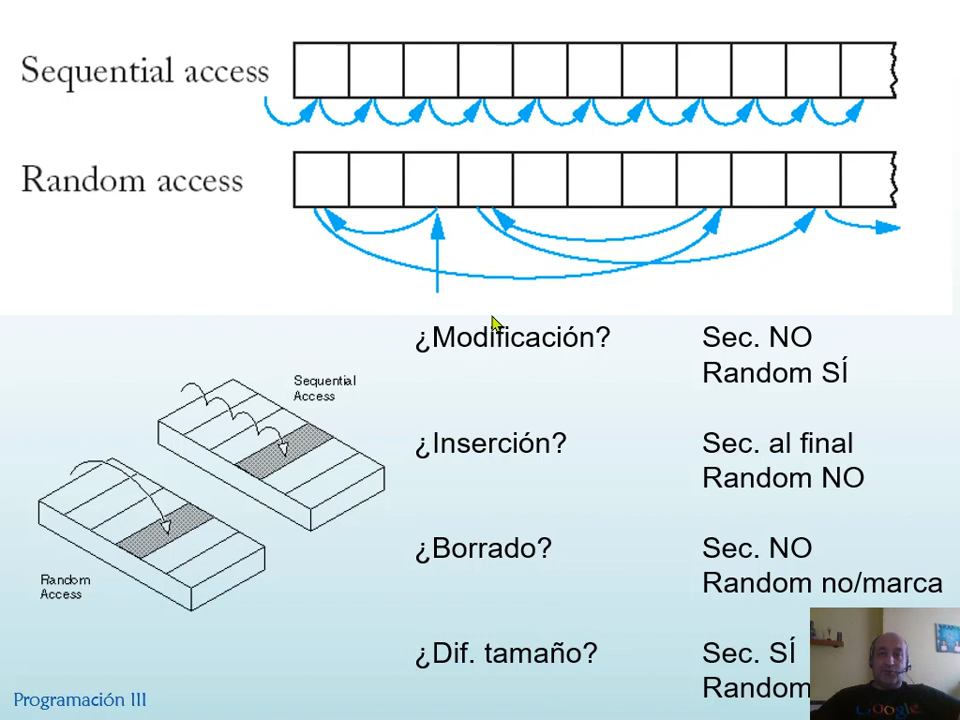 Sequential access
Random access
¿Modificación?
Sec. NO
Random SÍ
Sequential
Access
¿Inserción?
Sec. al final
Random NO
¿Borrado?
Sec. NO
Random no/marca
Random
Access
¿Dif. tamaño?
Sec. SÍ
Random
Programación III
Google